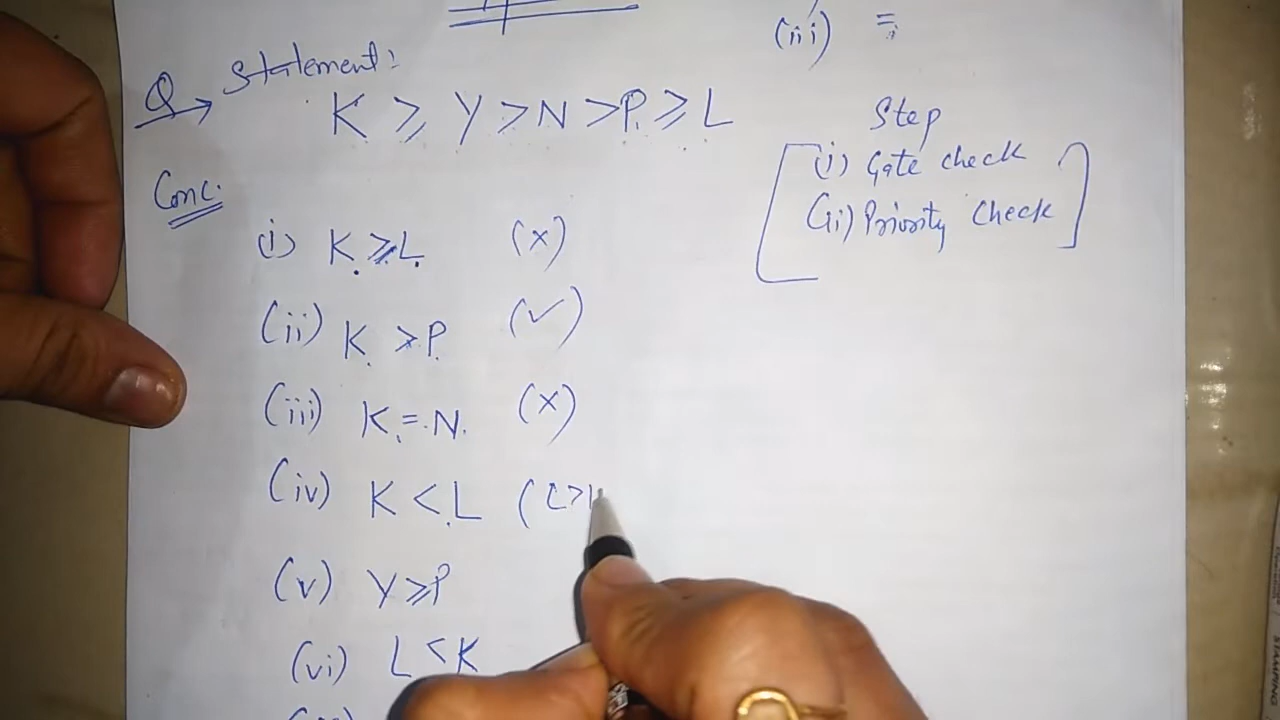 (iii) =
Q→ Statement:
K ⩾ Y > N > P ⩾ L
Step
(i) Gate check
(ii) Priority check
Conc.
(i) K ⩾ L (×)
(ii) K > P (✓)
(iii) K = N (×)
(iv) K < L (L>
(v) Y ⩾ P
(vi) L < K